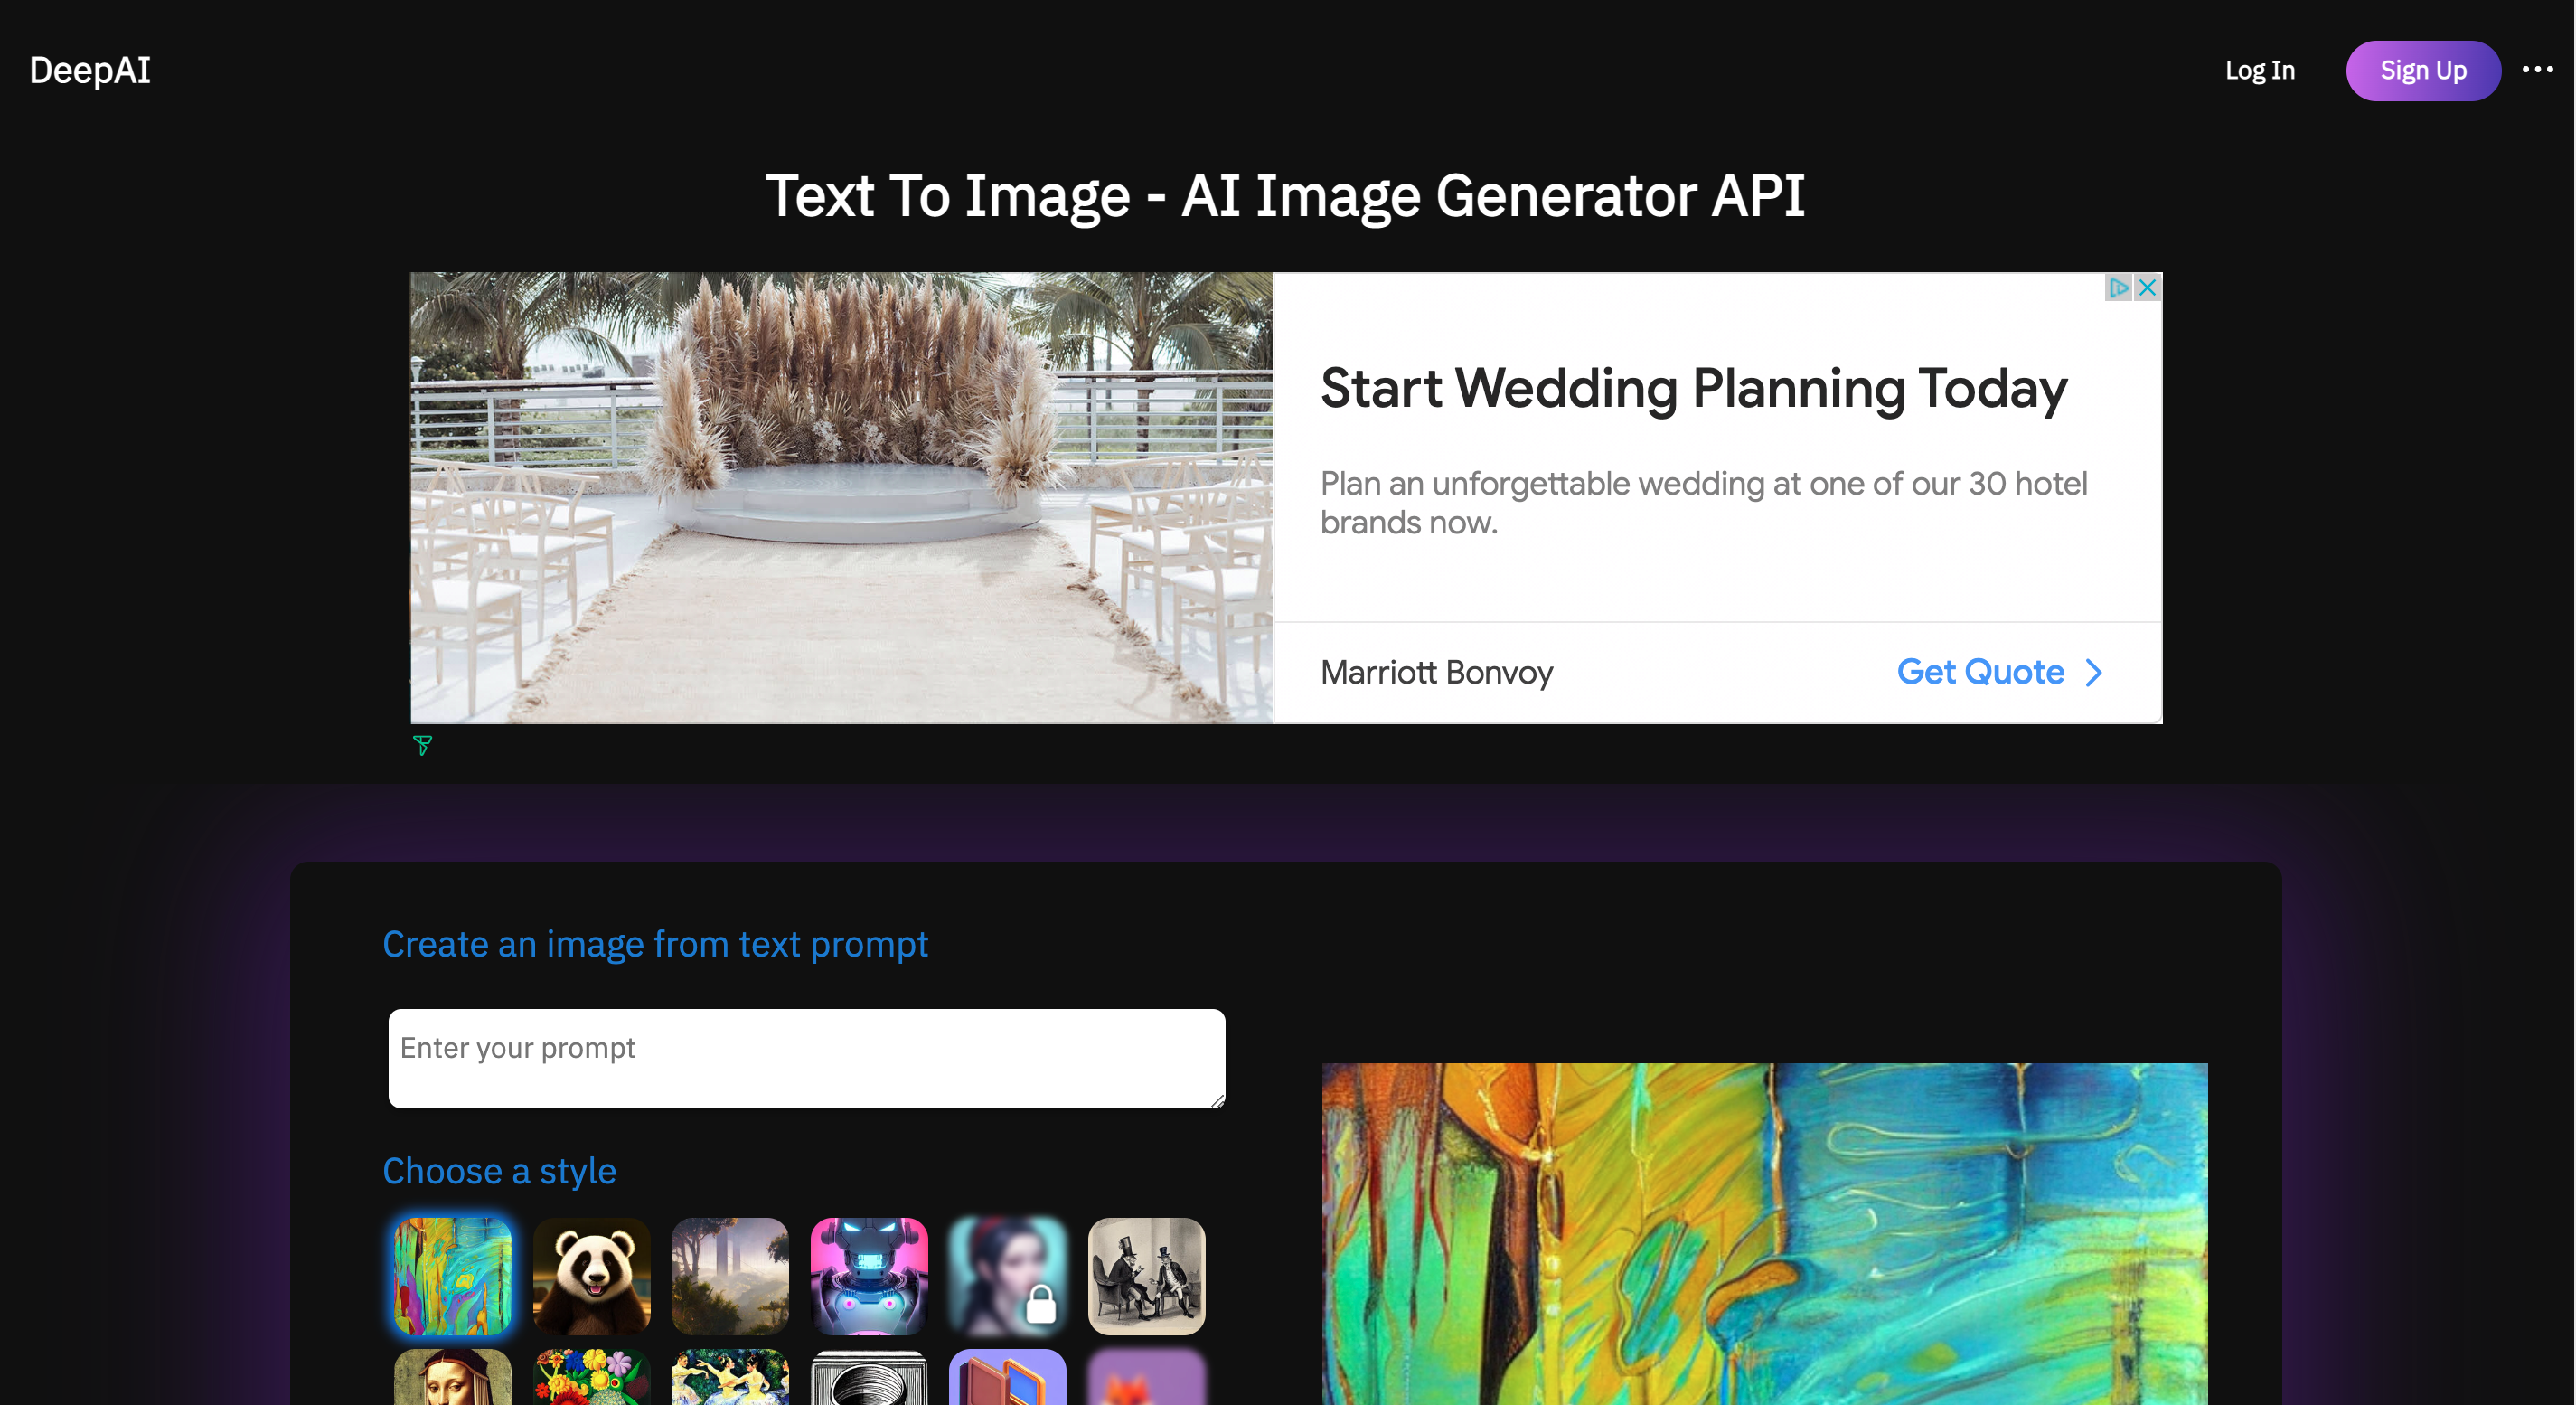 DeepAI
Log In
Sign Up
Text To Image - AI Image Generator API
Start Wedding Planning Today
Plan an unforgettable wedding at one of our 30 hotel
brands now.
Marriott Bonvoy
Get Quote
Create an image from text prompt
Enter your prompt
Choose a style